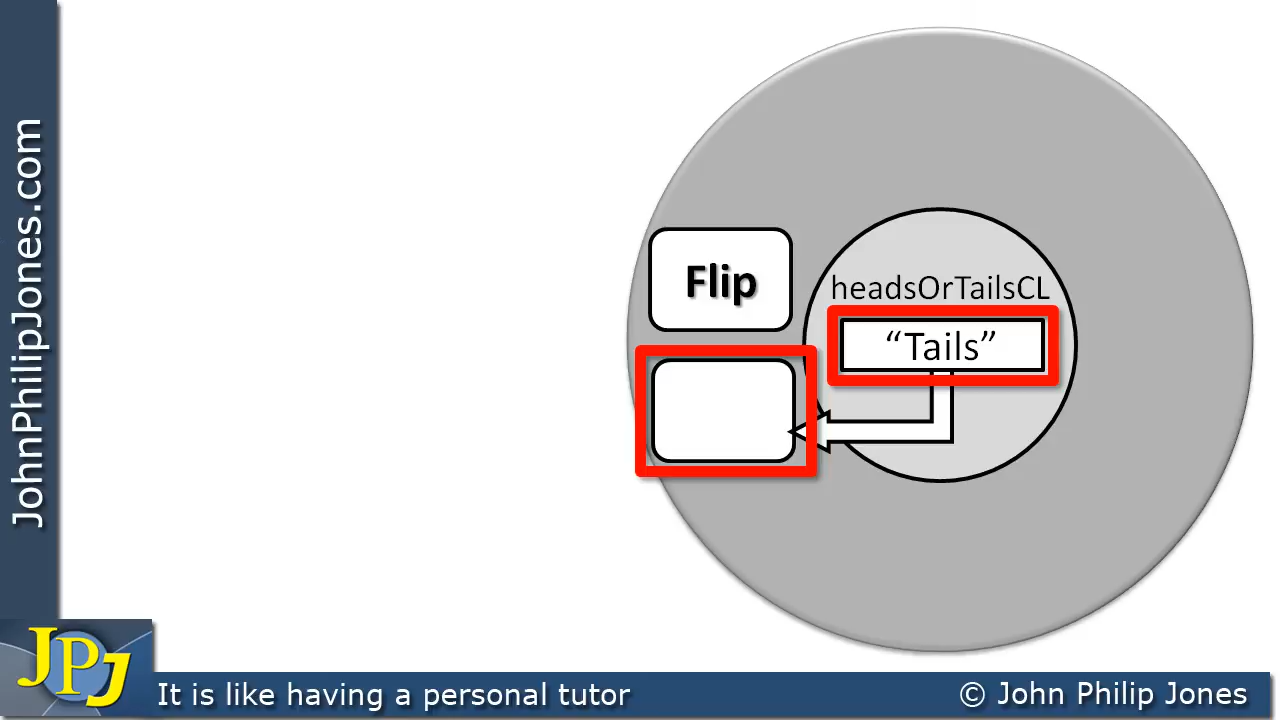 JohnPhilipJones.com
Flip
headsOrTailsCL
“Tails”
JPJ
It is like having a personal tutor
© John Philip Jones